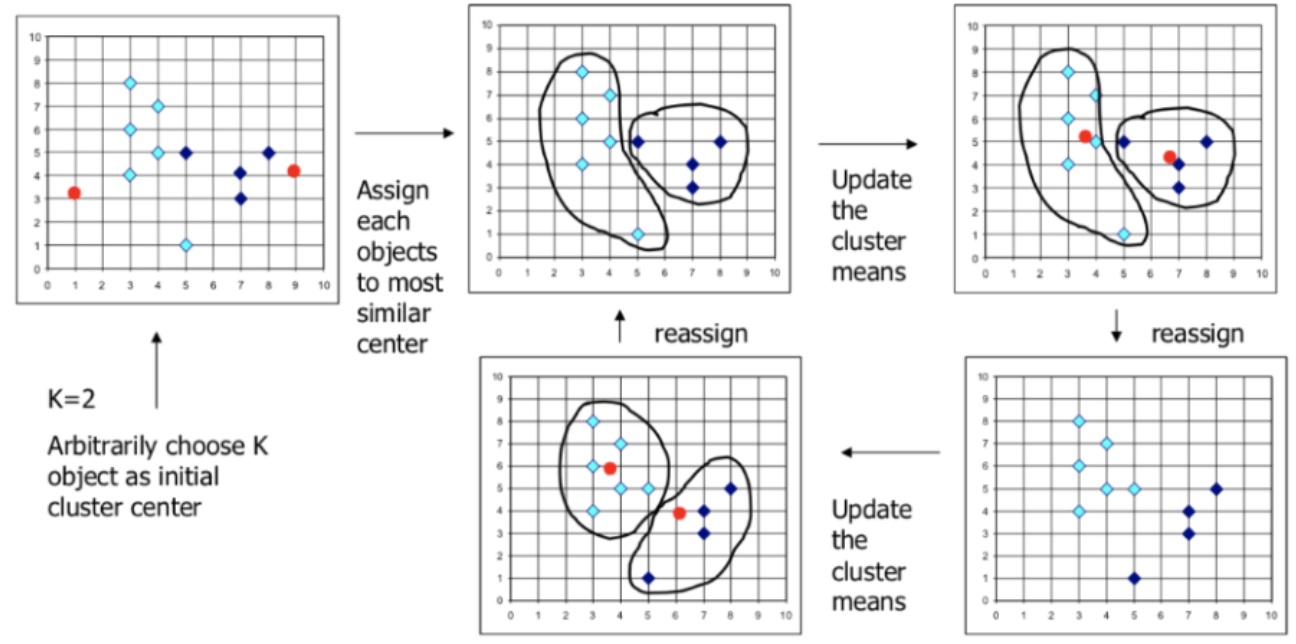 10
9
8
7
6
5
4
3
2
1
0
0 1 2 3 4 5 6 7 8 9 10
K=2
Arbitrarily choose K
object as initial
cluster center
Assign
each
objects
to most
similar
center
10
9
8
7
6
5
4
3
2
1
0
0 1 2 3 4 5 6 7 8 9 10
Update
the
cluster
means
10
9
8
7
6
5
4
3
2
1
0
0 1 2 3 4 5 6 7 8 9 10
reassign
10
9
8
7
6
5
4
3
2
1
0
0 1 2 3 4 5 6 7 8 9 10
Update
the
cluster
means
10
9
8
7
6
5
4
3
2
1
0
0 1 2 3 4 5 6 7 8 9 10
reassign